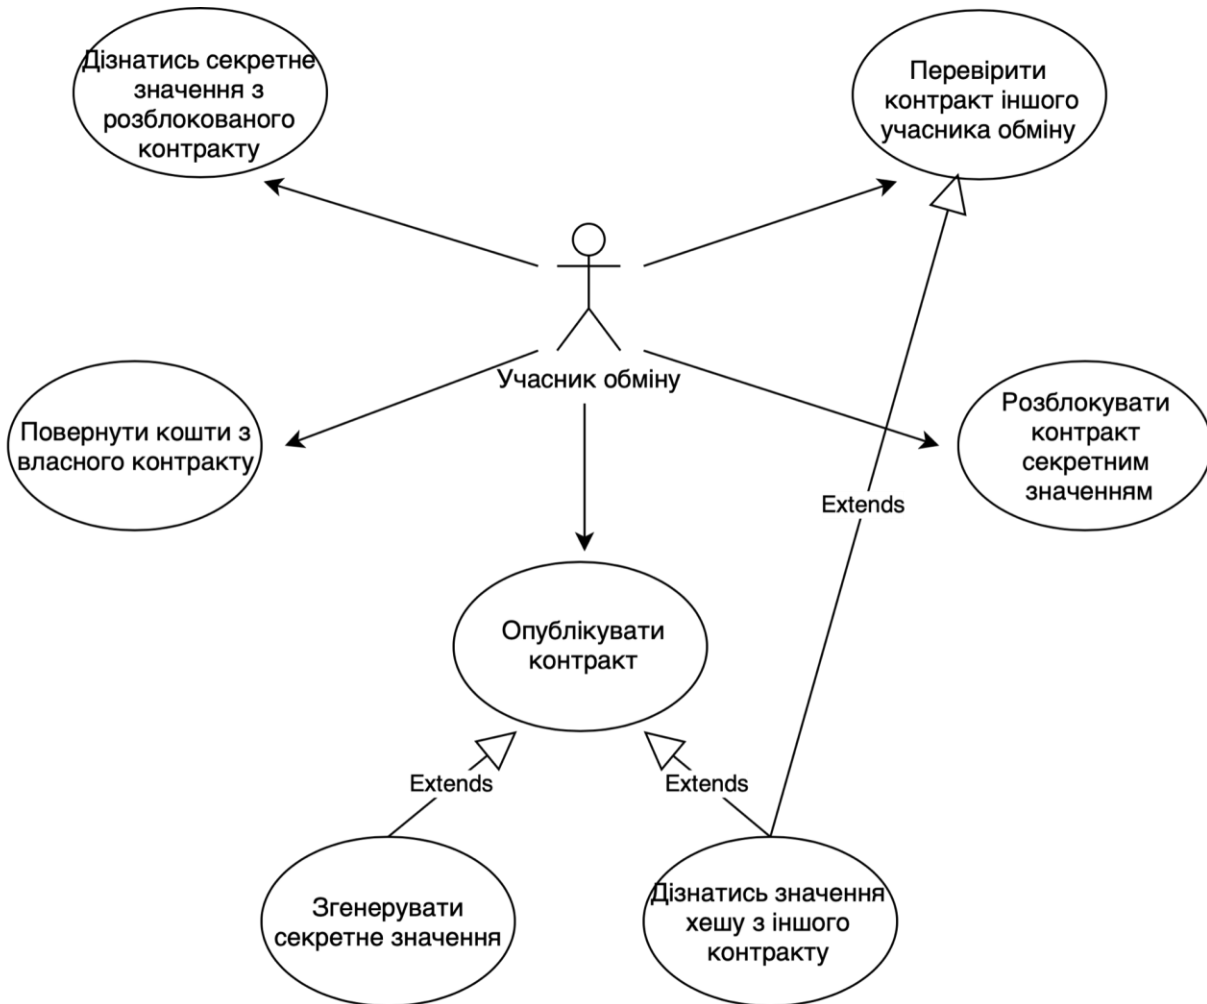 Дізнатись секретне
значення з
розблокованого
контракту
Перевірити
контракт іншого
учасника обміну
Учасник обміну
Повернути кошти з
власного контракту
Розблокувати
контракт
секретним
значенням
Extends
Опублікувати
контракт
Extends
Extends
Згенерувати
секретне значення
Дізнатись значення
хешу з іншого
контракту